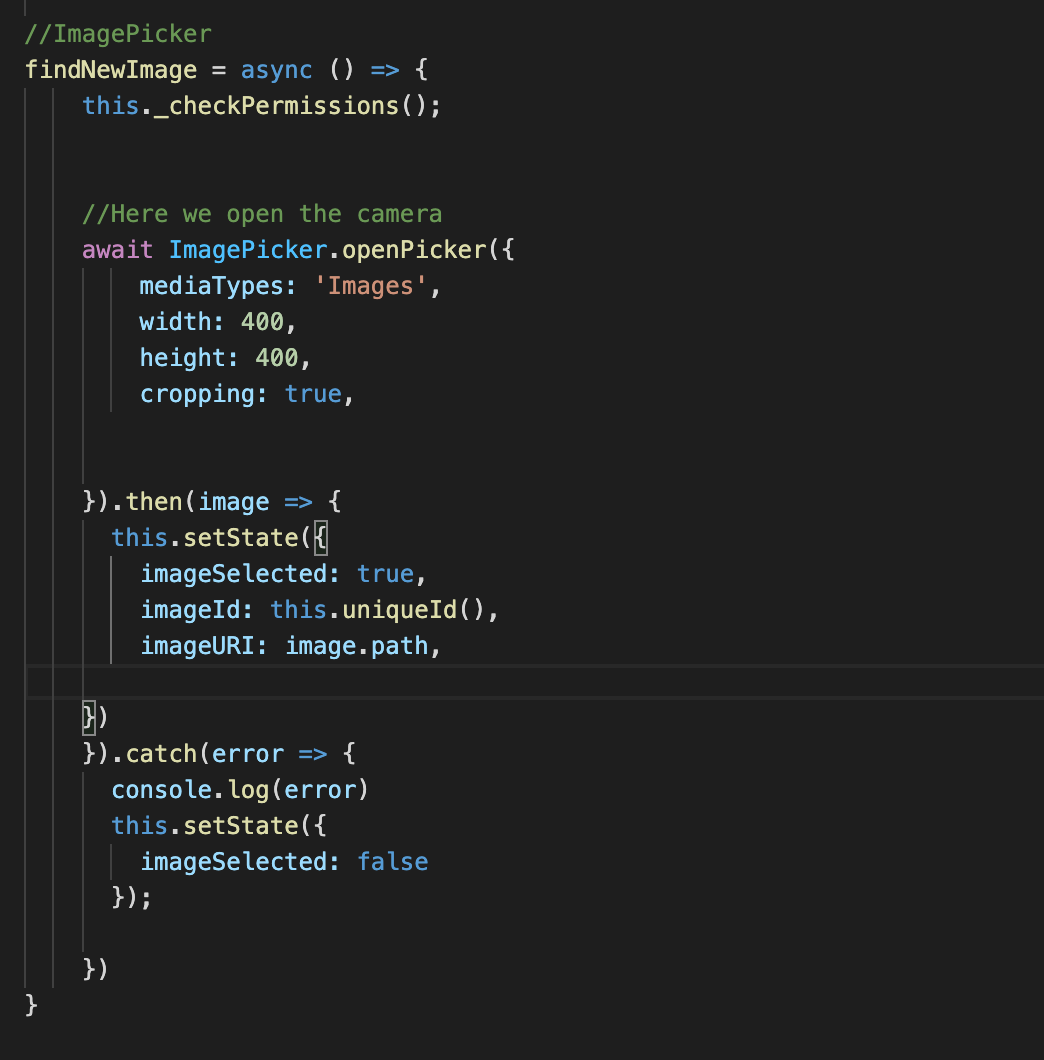 //ImagePicker
findNewImage = async () => {
this._checkPermissions();
//Here we open the camera
await ImagePicker.openPicker({
mediaTypes: 'Images',
width: 400,
height: 400,
cropping: true,
}).then(image => {
this.setState({
imageSelected: true,
imageId: this.uniqueId(),
imageURI: image.path,
})
}).catch(error => {
console.log(error)
this.setState({
imageSelected: false
});
})
}